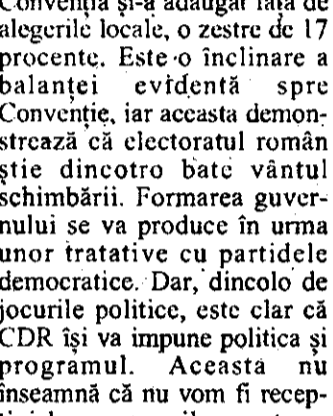 Convenția și-a adăugat față de
alegerile locale, o zestre de 17
procente. Este o înclinare a
balanței evidentă spre
Convenție, iar aceasta demon-
strează că electoratul român
știe dincotro bate vântul
schimbării. Formarea guver-
nului se va produce în urma
unor tratative cu partidele
democratice. Dar, dincolo de
jocurile politice, este clar că
CDR își va impune politica și
programul. Aceasta nu
înseamnă că nu vom fi recep-